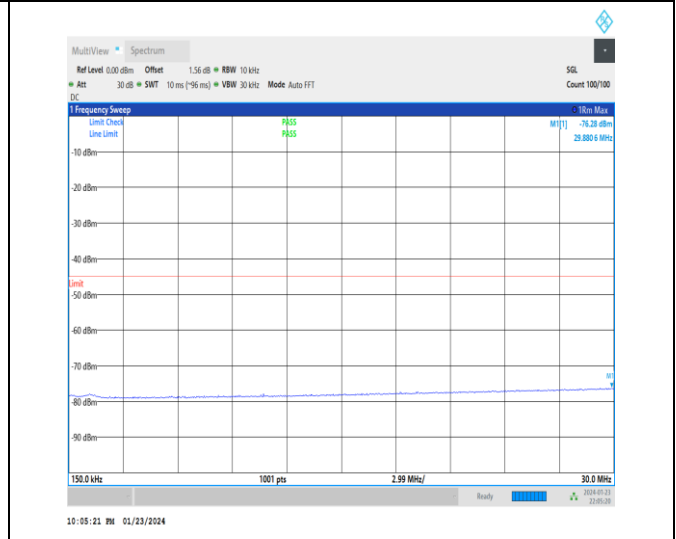 MultiView Spectrum
Ref Level 0.00 dBm Offset 1.56 dB RBW 10 kHz SGL
Att 30 dB SWT 10 ms (~96 ms) VBW 30 kHz Mode Auto FFT Count 100/100
DC
1 Frequency Sweep 1Rm Max
Limit Check PASS M1[1] -76.28 dBm
Line Limit PASS 29.880 6 MHz
-10 dBm
-20 dBm
-30 dBm
-40 dBm
Limit
-50 dBm
-60 dBm
-70 dBm
M1
-80 dBm
-90 dBm
150.0 kHz 1001 pts 2.99 MHz/ 30.0 MHz
Ready 2024-01-23
22:05:20
10:05:21 PM 01/23/2024